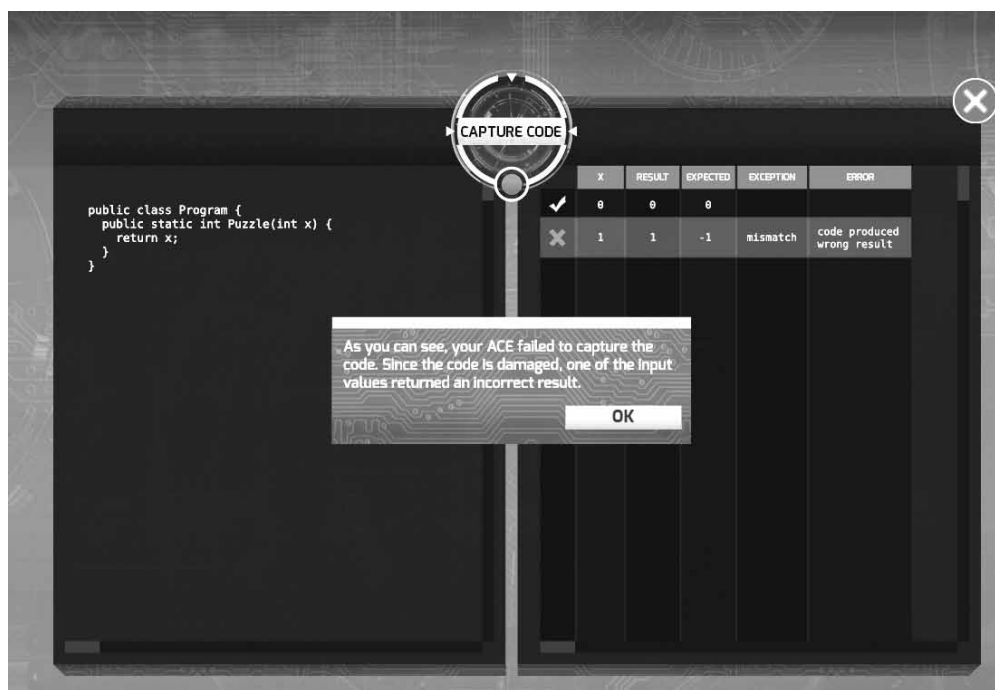 CAPTURE CODE
public class Program {
public static int Puzzle(int x) {
return x;
}
}
X RESULT EXPECTED EXCEPTION ERROR
0 0 0
1 1 -1 mismatch code produced
wrong result
As you can see, your ACE failed to capture the
code. Since the code is damaged, one of the input
values returned an incorrect result.
OK